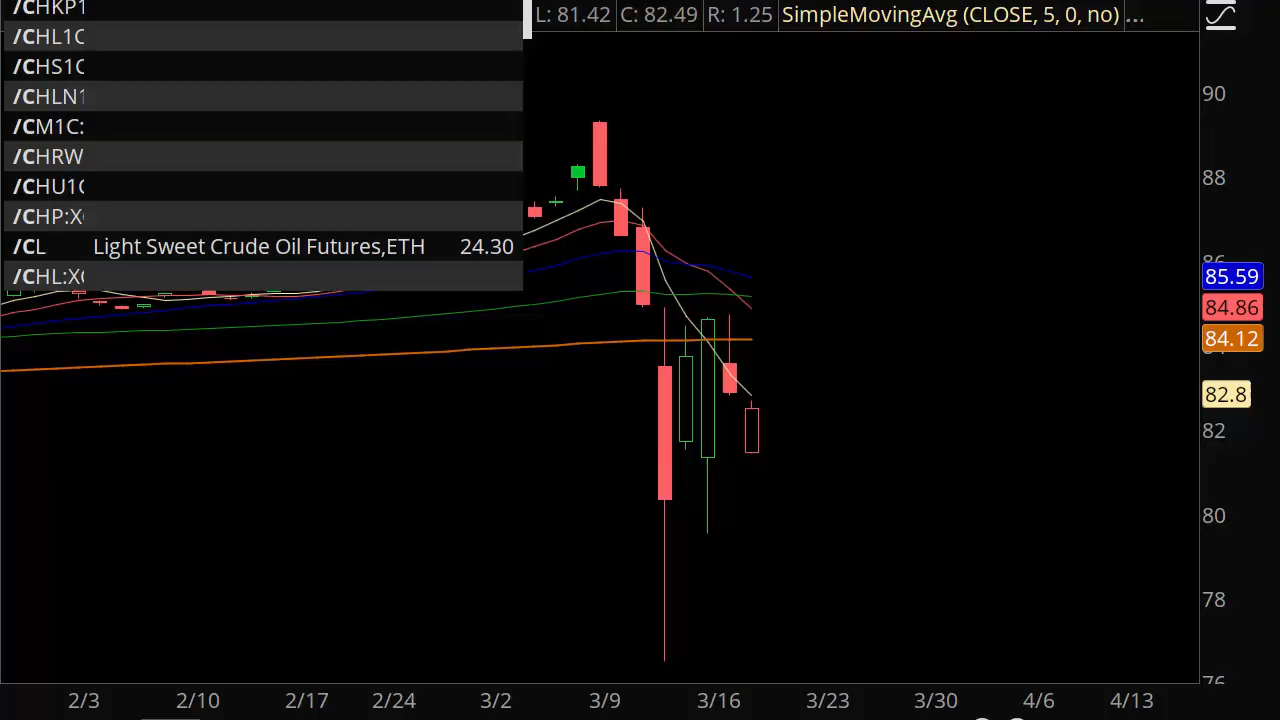 /CHKP1
/CHL1C
/CHS1C
/CHLN1
/CM1C:
/CHRW
/CHU1C
/CHP:X
/CL Light Sweet Crude Oil Futures,ETH 24.30
/CHL:X
L: 81.42 C: 82.49 R: 1.25 SimpleMovingAvg (CLOSE, 5, 0, no) ...
90
88
86
85.59
84.86
84.12
84
82.8
82
80
78
76
2/3 2/10 2/17 2/24 3/2 3/9 3/16 3/23 3/30 4/6 4/13